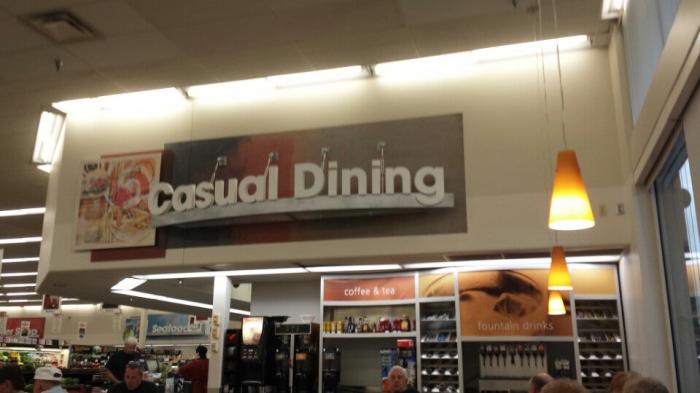 Casual Dining
coffee & tea
fountain drinks
Seafood